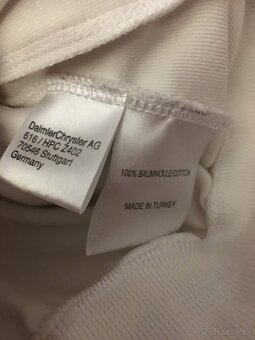 DaimlerChrysler AG
616 / HPC Z402
70546 Stuttgart
Germany
100% BAUMWOLLE/COTTON
MADE IN TURKEY